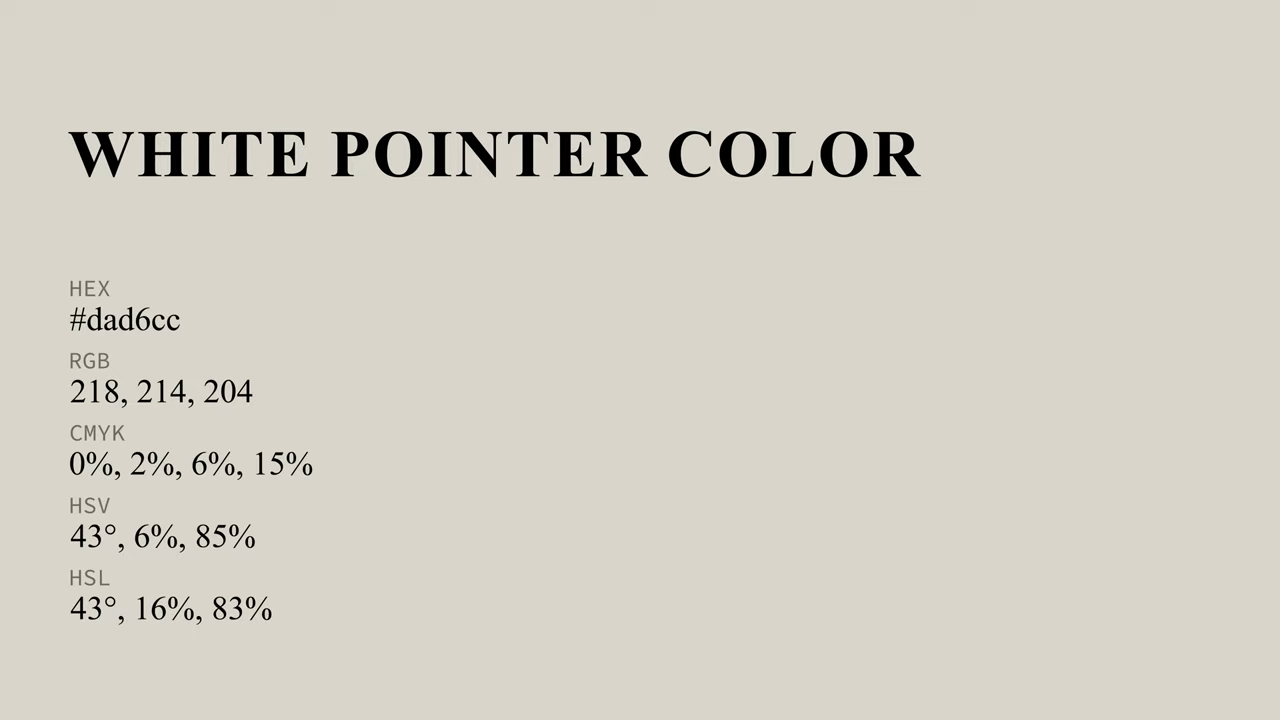 WHITE POINTER COLOR
HEX
#dad6cc
RGB
218, 214, 204
CMYK
0%, 2%, 6%, 15%
HSV
43°, 6%, 85%
HSL
43°, 16%, 83%